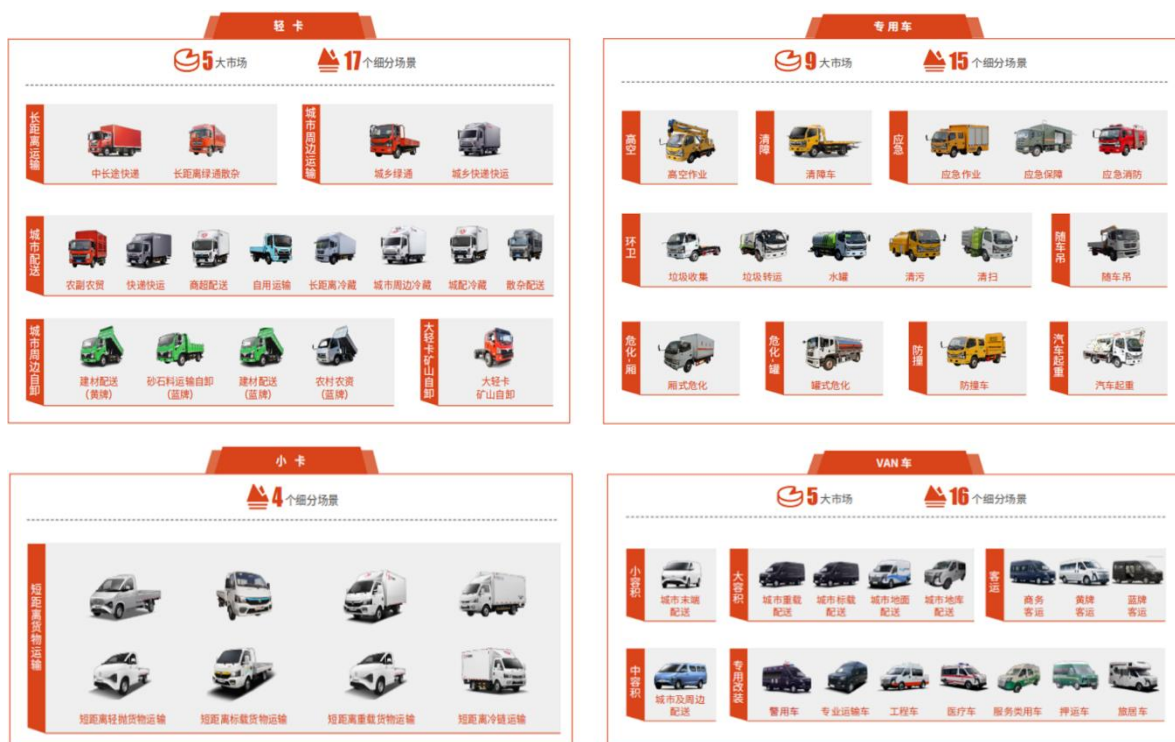 轻 卡
5大市场
17个细分场景
长距离运输
中长途快递
长距离绿通散杂
城市周边运输
城乡绿通
城乡快递快运
城市配送
农副农贸
快递快运
商超配送
自用运输
长距离冷藏
城市周边冷藏
城配冷藏
散杂配送
城市周边自卸
建材配送
(黄牌)
砂石料运输自卸
(蓝牌)
建材配送
(蓝牌)
农村农资
(蓝牌)
大轻卡矿山自卸
大轻卡
矿山自卸
专用车
9大市场
15个细分场景
高空
高空作业
清障
清障车
应急
应急作业
应急保障
应急消防
环卫
垃圾收集
垃圾转运
水罐
清污
清扫
随车吊
随车吊
危化-厢
厢式危化
危化-罐
罐式危化
防撞
防撞车
汽车起重
汽车起重
小 卡
4个细分场景
短距离货物运输
短距离轻抛货物运输
短距离标载货物运输
短距离重载货物运输
短距离冷链运输
VAN 车
5大市场
16个细分场景
小容积
城市末端
配送
大容积
城市重载
配送
城市标载
配送
城市地面
配送
城市地库
配送
客运
商务
客运
黄牌
客运
蓝牌
客运
中容积
城市及周边
配送
专用改装
警用车
专业运输车
工程车
医疗车
服务类用车
押运车
旅居车